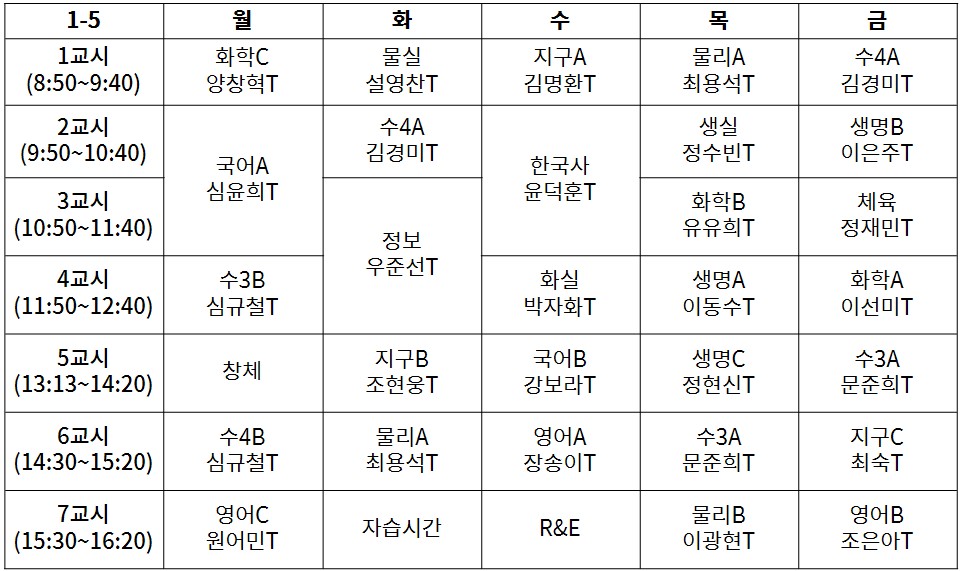 1-5 월 화 수 목 금
1교시 화학C 물실 지구A 물리A 수4A
(8:50~9:40) 양창혁T 설영찬T 김명환T 최용석T 김경미T
2교시 수4A 생실 생명B
(9:50~10:40) 김경미T 정수빈T 이은주T
국어A 한국사
심윤희T 윤덕훈T
3교시 화학B 체육
(10:50~11:40) 유유희T 정재민T
정보
우준선T
4교시 수3B 화실 생명A 화학A
(11:50~12:40) 심규철T 박자화T 이동수T 이선미T
5교시 창체 지구B 국어B 생명C 수3A
(13:13~14:20) 조현웅T 강보라T 정현신T 문준희T
6교시 수4B 물리A 영어A 수3A 지구C
(14:30~15:20) 심규철T 최용석T 장송이T 문준희T 최숙T
7교시 영어C 자습시간 R&E 물리B 영어B
(15:30~16:20) 원어민T 이광현T 조은아T